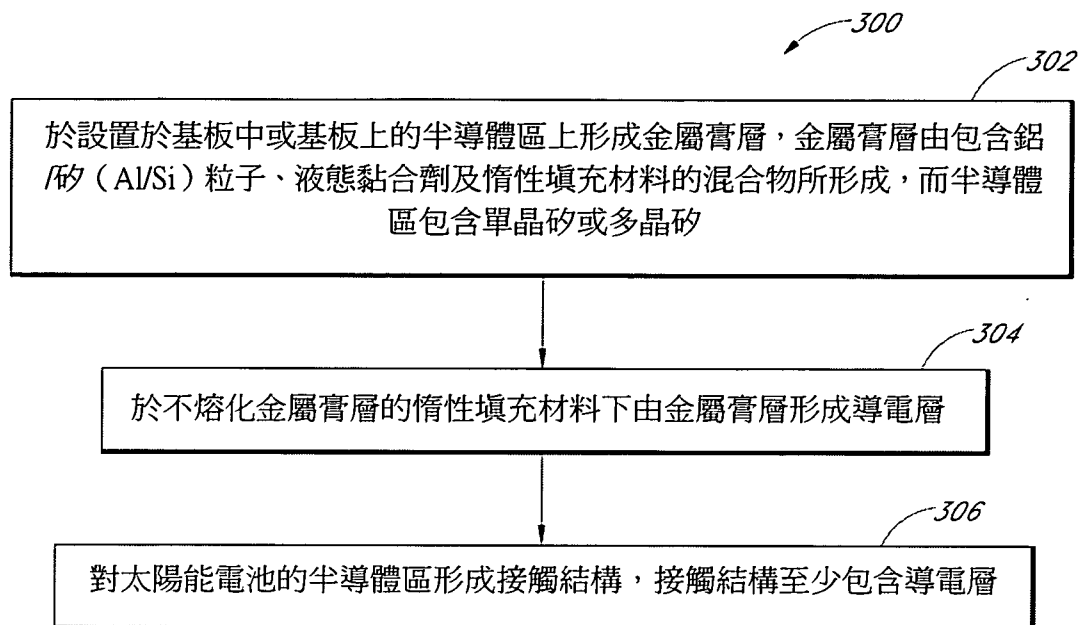 300
302
於設置於基板中或基板上的半導體區上形成金屬膏層，金屬膏層由包含鋁
/矽（Al/Si）粒子、液態黏合劑及惰性填充材料的混合物所形成，而半導體
區包含單晶矽或多晶矽
304
於不熔化金屬膏層的惰性填充材料下由金屬膏層形成導電層
306
對太陽能電池的半導體區形成接觸結構，接觸結構至少包含導電層